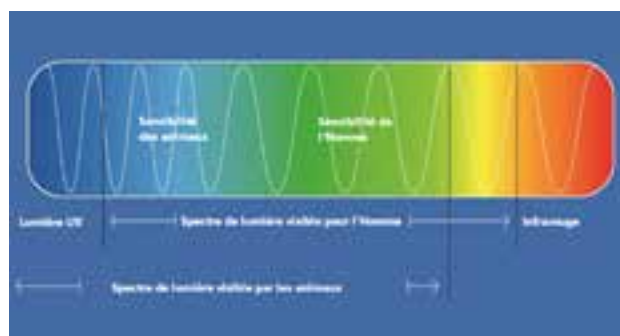 Sensibilité
des animaux
Sensibilité de
l'Homme
Lumière UV
Spectre de lumière visible pour l'Homme
Infrarouge
Spectre de lumière visible par les animaux